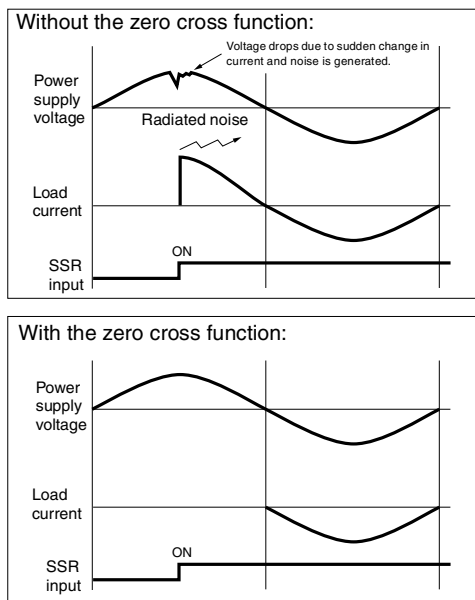 Without the zero cross function:
Voltage drops due to sudden change in
current and noise is generated.
Power
supply
voltage
Radiated noise
Load
current
ON
SSR
input
With the zero cross function:
Power
supply
voltage
Load
current
ON
SSR
input